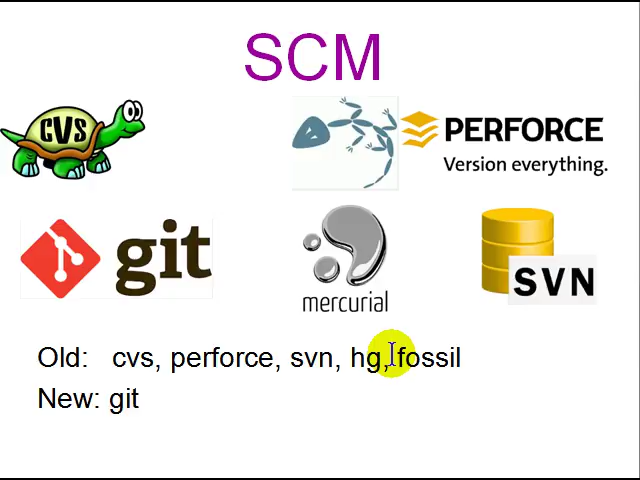 SCM
CVS
PERFORCE
Version everything.
git
mercurial
SVN
Old: cvs, perforce, svn, hg, fossil
New: git